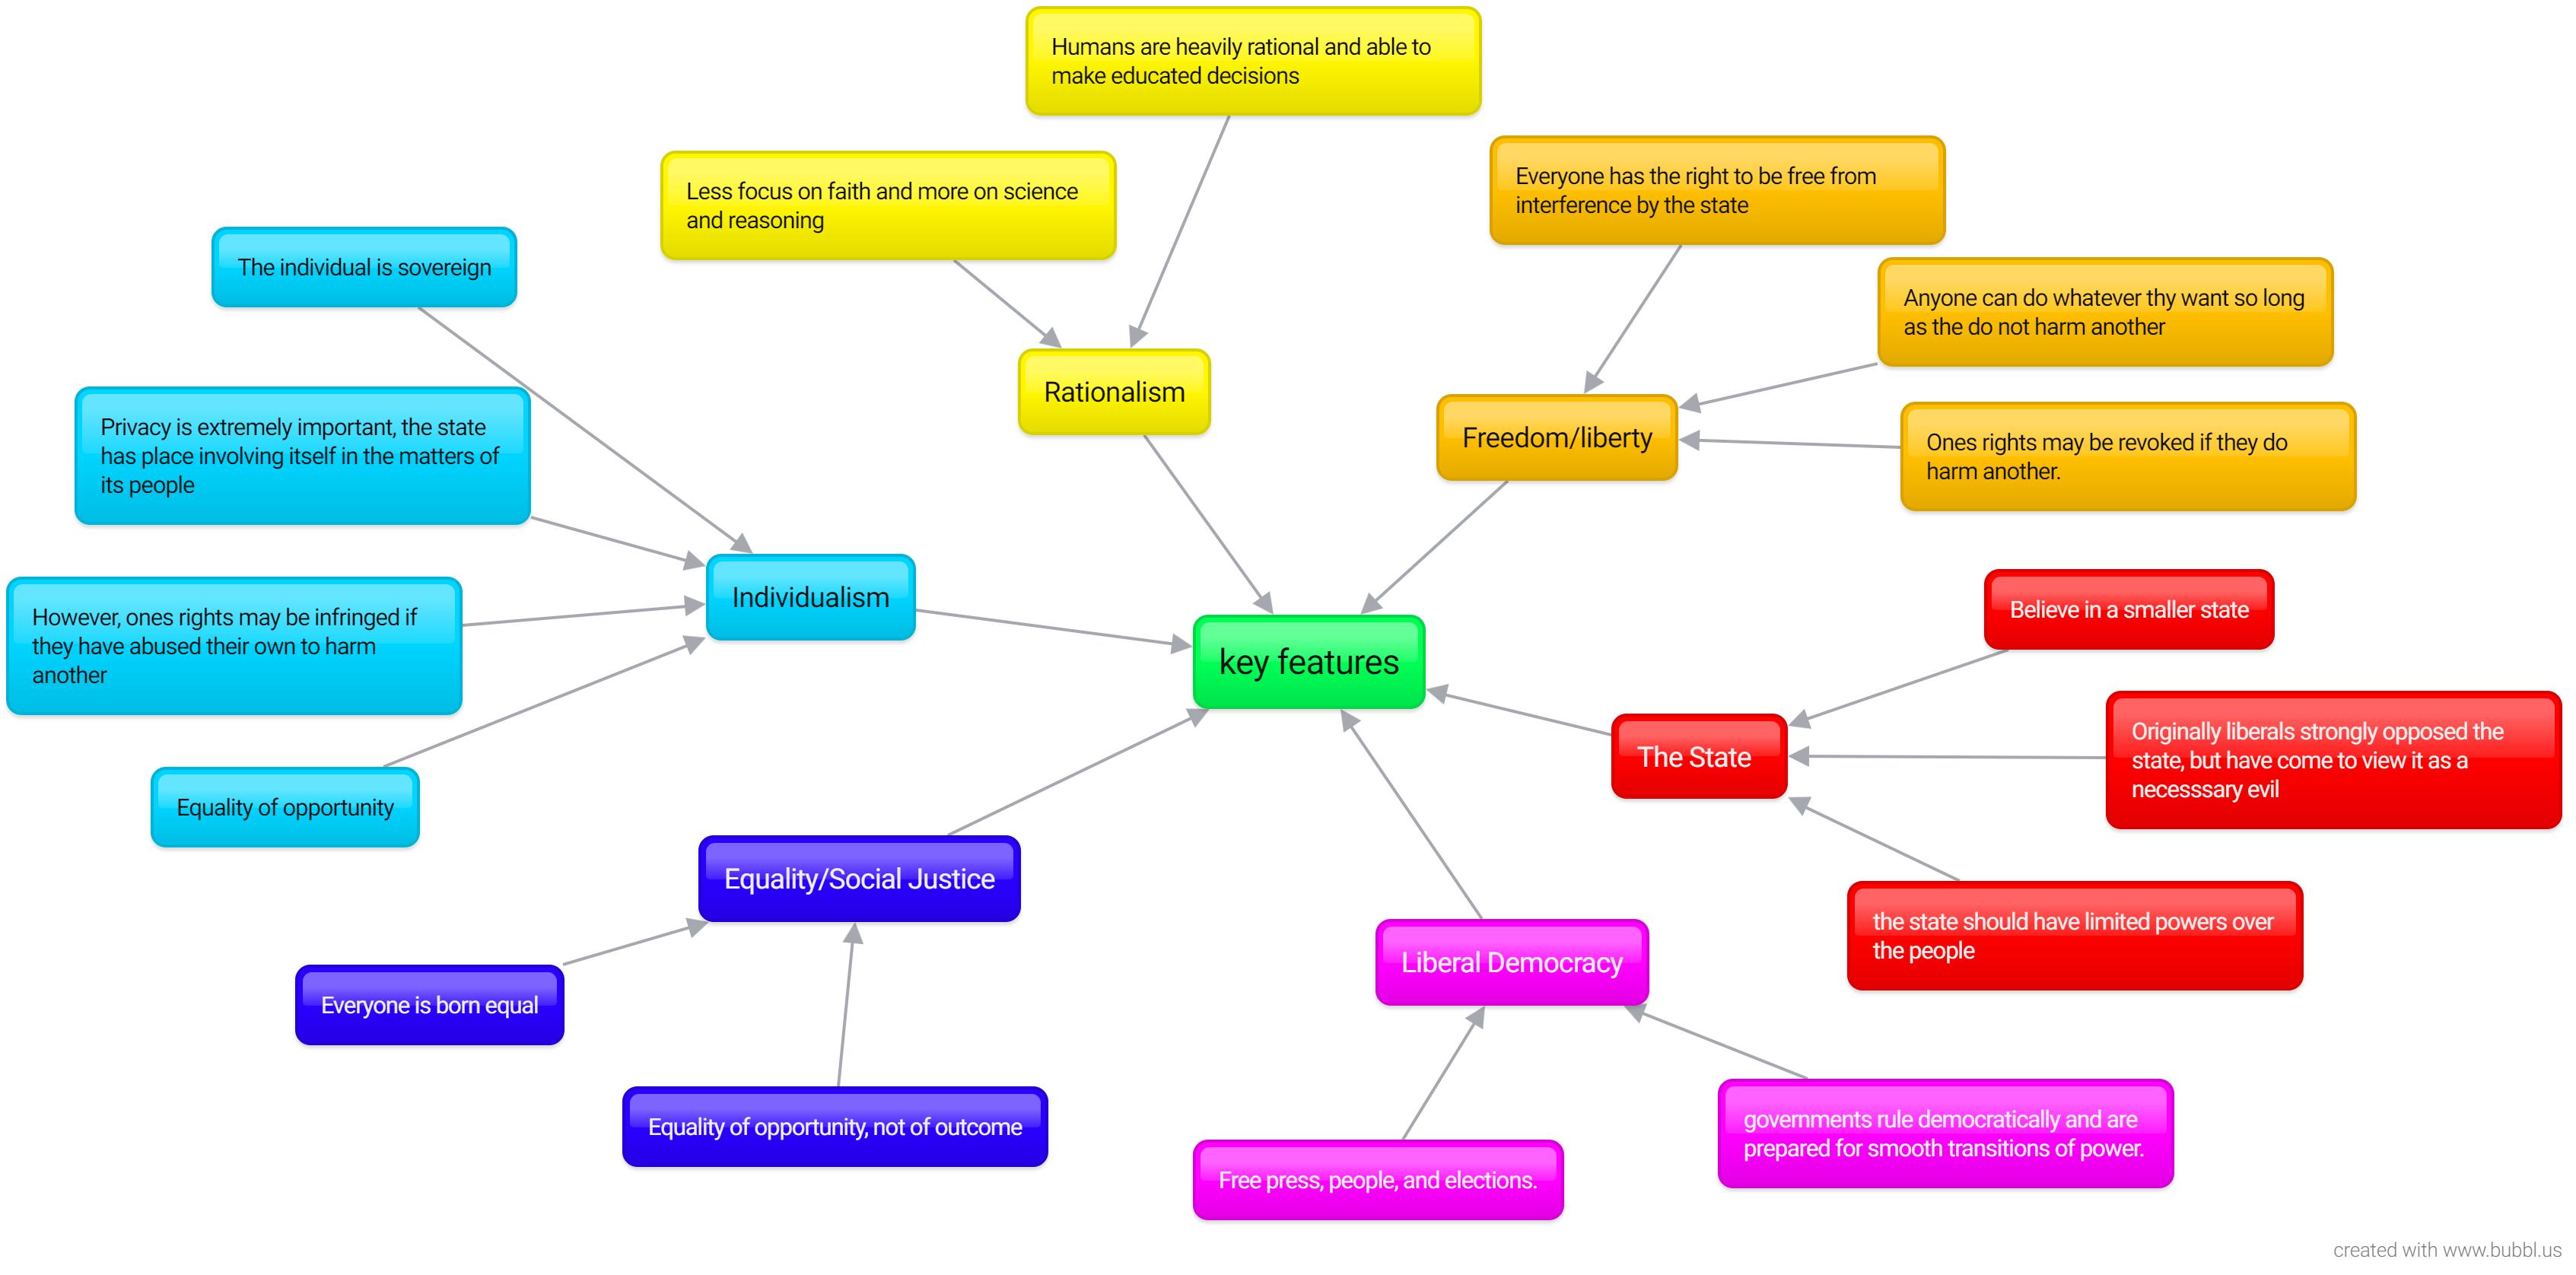 Humans are heavily rational and able to
make educated decisions
Less focus on faith and more on science
and reasoning
Rationalism
Everyone has the right to be free from
interference by the state
Anyone can do whatever thy want so long
as the do not harm another
Ones rights may be revoked if they do
harm another.
Freedom/liberty
The individual is sovereign
Privacy is extremely important, the state
has place involving itself in the matters of
its people
However, ones rights may be infringed if
they have abused their own to harm
another
Equality of opportunity
Individualism
key features
Believe in a smaller state
Originally liberals strongly opposed the
state, but have come to view it as a
necesssary evil
the state should have limited powers over
the people
The State
Equality/Social Justice
Everyone is born equal
Equality of opportunity, not of outcome
Liberal Democracy
Free press, people, and elections.
governments rule democratically and are
prepared for smooth transitions of power.
created with www.bubbl.us